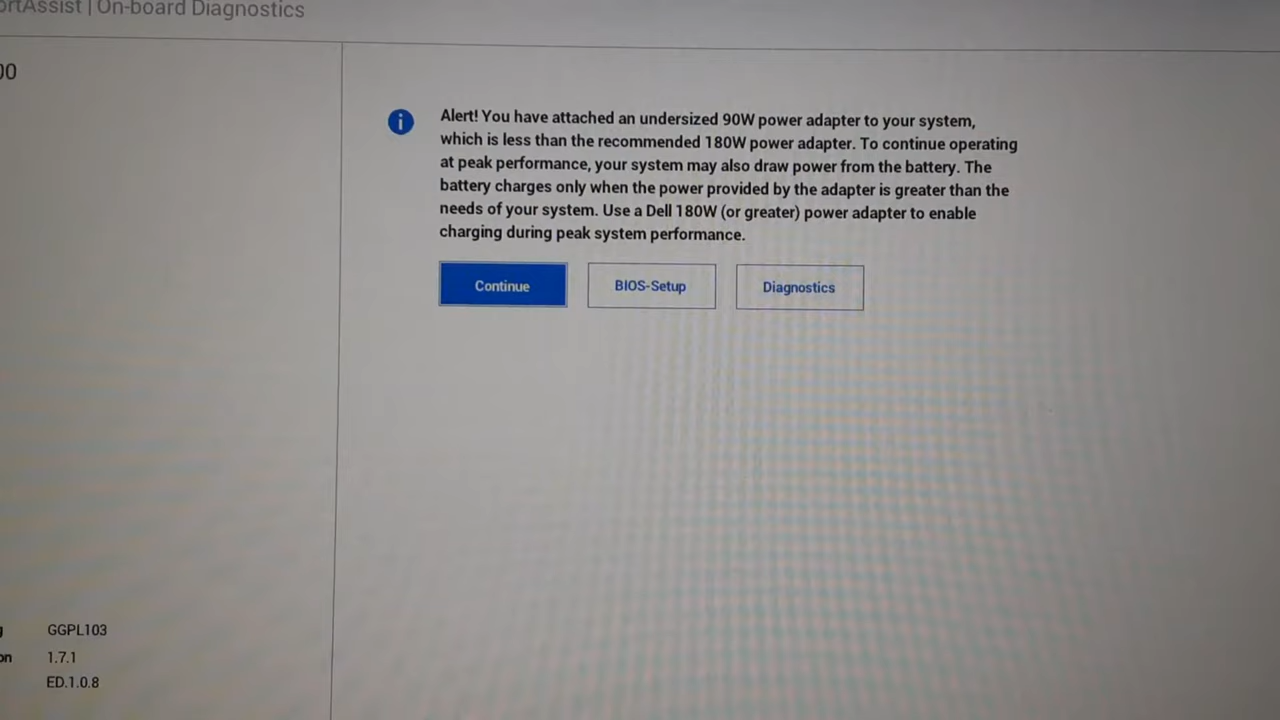 ortAssist | On-board Diagnostics
00
Alert! You have attached an undersized 90W power adapter to your system,
which is less than the recommended 180W power adapter. To continue operating
at peak performance, your system may also draw power from the battery. The
battery charges only when the power provided by the adapter is greater than the
needs of your system. Use a Dell 180W (or greater) power adapter to enable
charging during peak system performance.
Continue BIOS-Setup Diagnostics
g GGPL103
on 1.7.1
ED.1.0.8